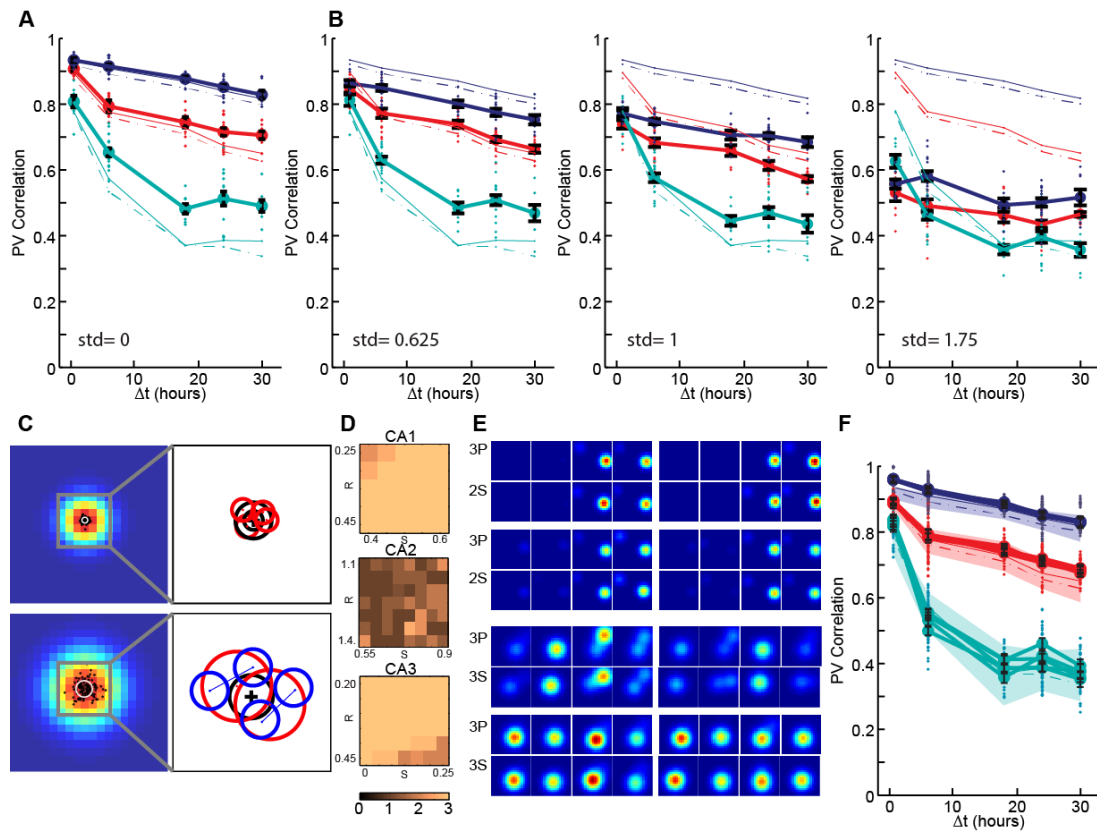 A
B
1
0.8
0.6
0.4
0.2
0
PV Correlation
std= 0
0 10 20 30
Δt (hours)
1
0.8
0.6
0.4
0.2
0
PV Correlation
std= 0.625
0 10 20 30
Δt (hours)
1
0.8
0.6
0.4
0.2
0
PV Correlation
std= 1
0 10 20 30
Δt (hours)
1
0.8
0.6
0.4
0.2
0
PV Correlation
std= 1.75
0 10 20 30
Δt (hours)
C
D
CA1
0.25
R
0.45
0.4 S 0.6
CA2
1.1
R
1.4.
0.55 S 0.9
CA3
0.20
R
0.45
0 S 0.25
0 1 2 3
E
3P
2S
3P
2S
3P
3S
3P
3S
F
1
0.8
0.6
0.4
0.2
0
PV Correlation
0 10 20 30
Δt (hours)